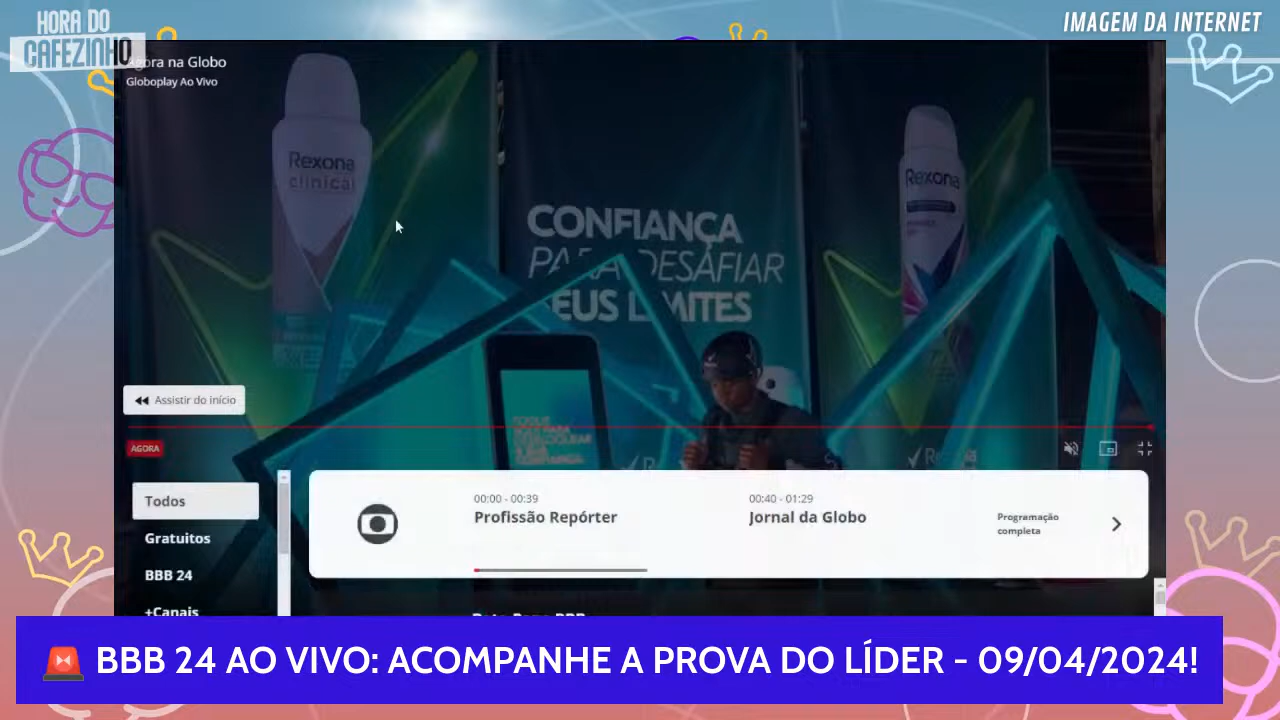 HORA DO
CAFEZINHO
IMAGEM DA INTERNET
Agora na Globo
Globoplay Ao Vivo
Rexona
clinical
Rexona
CONFIANÇA
PARA DESAFIAR
SEUS LIMITES
Assistir do início
AGORA
Todos
Gratuitos
BBB 24
+Canais
00:00 - 00:39
Profissão Repórter
00:40 - 01:29
Jornal da Globo
Programação
completa
🚨 BBB 24 AO VIVO: ACOMPANHE A PROVA DO LÍDER - 09/04/2024!